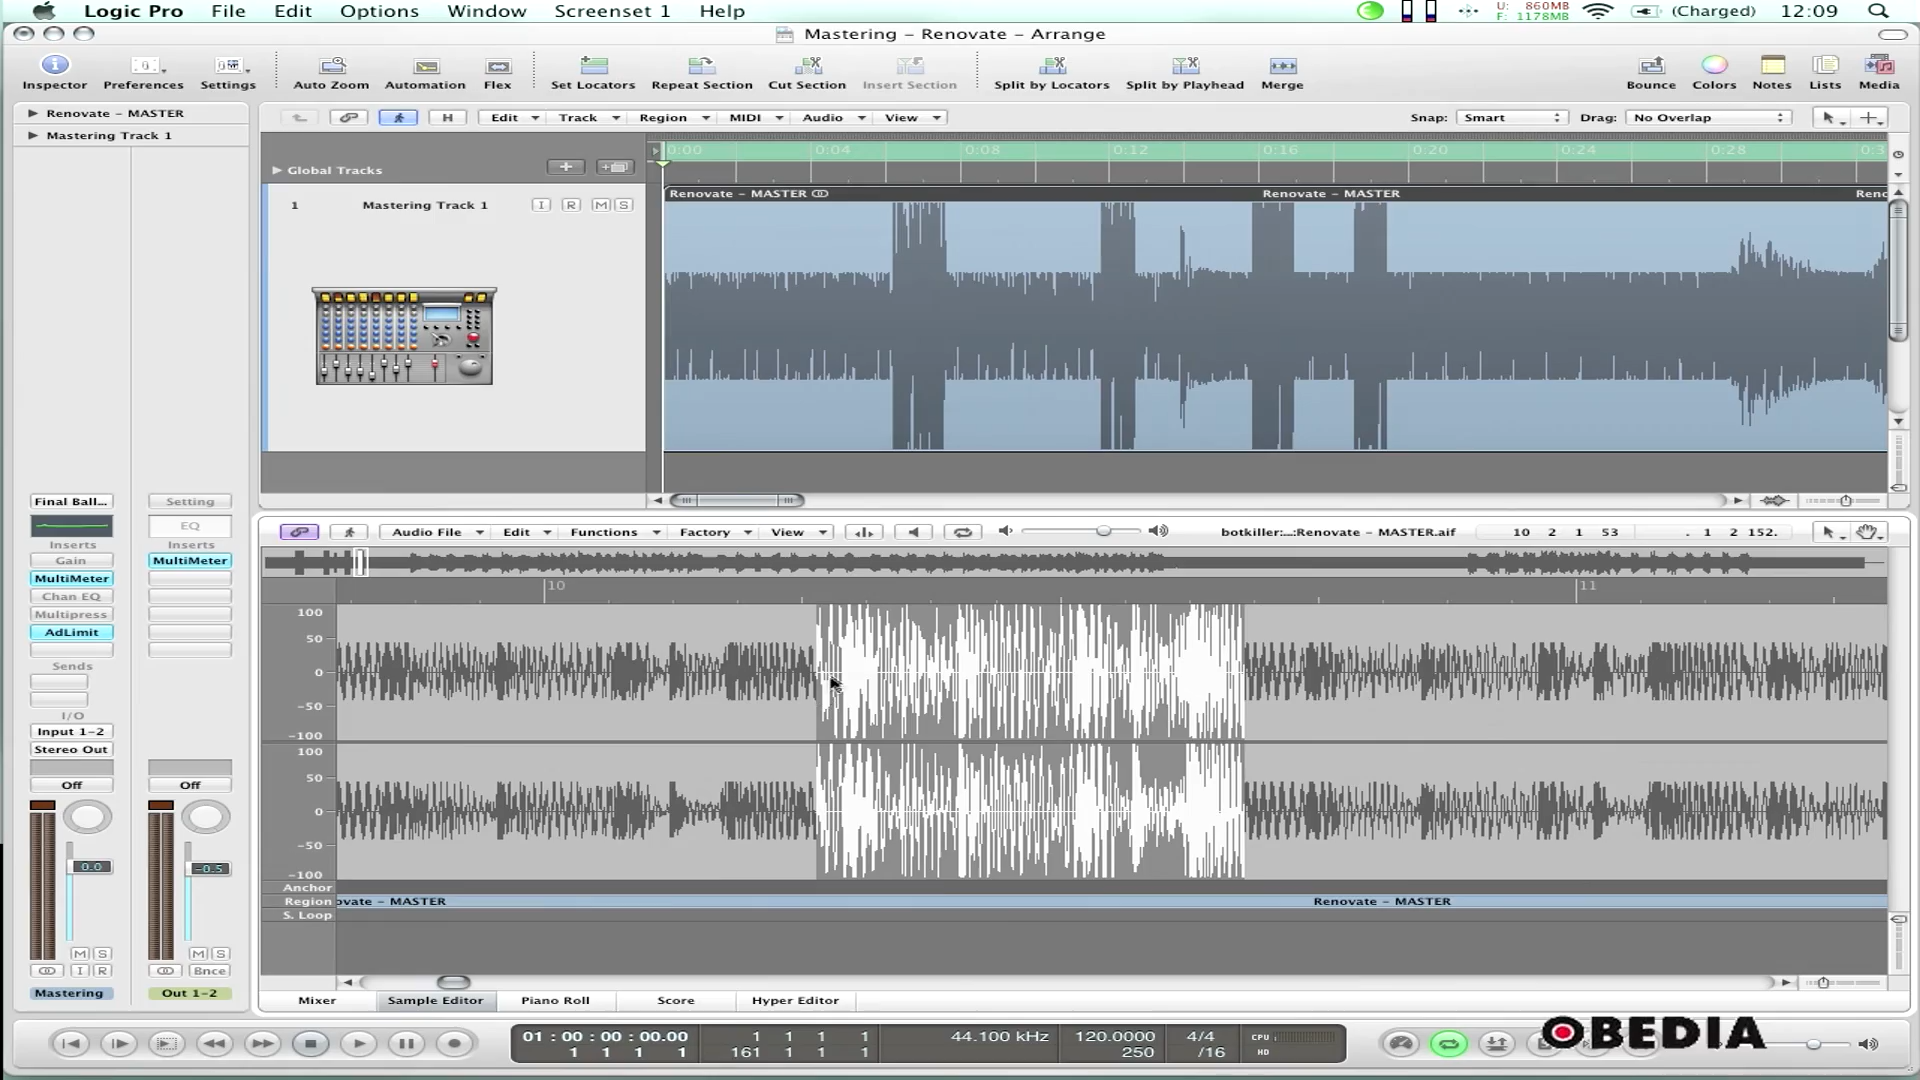 Logic Pro File Edit Options Window Screenset 1 Help U: 860MB F: 1178MB (Charged) 12:09
Mastering – Renovate – Arrange
Inspector Preferences Settings Auto Zoom Automation Flex Set Locators Repeat Section Cut Section Insert Section Split by Locators Split by Playhead Merge Bounce Colors Notes Lists Media
Renovate – MASTER
Mastering Track 1
H Edit Track Region MIDI Audio View Snap: Smart Drag: No Overlap
Global Tracks
0:00 0:04 0:08 0:12 0:16 0:20 0:24 0:28 0:3
Renovate – MASTER Renovate – MASTER Reno
1 Mastering Track 1 I R M S
Final Ball... Setting
EQ
Inserts Inserts
Gain MultiMeter
MultiMeter
Chan EQ
Multipress
AdLimit
Sends
I/O
Input 1–2
Stereo Out
Off Off
0.0 -0.5
M S M S
I R Bnce
Mastering Out 1–2
Audio File Edit Functions Factory View botkiller:...:Renovate – MASTER.aif 10 2 1 53 . 1 2 152.
10 11
100
50
0
-50
-100
100
50
0
-50
-100
Anchor
Region ovate – MASTER Renovate – MASTER
S. Loop
Mixer Sample Editor Piano Roll Score Hyper Editor
01 : 00 : 00 : 00.00 1 1 1 1 44.100 kHz 120.0000 4/4 CPU
1 1 1 1 161 1 1 1 250 /16 HD
OBEDIA